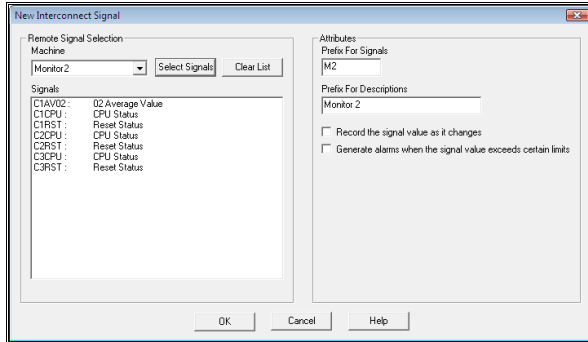 New Interconnect Signal
Remote Signal Selection
Machine
Monitor2
Select Signals
Clear List
Signals
C1AV02 : 02 Average Value
C1CPU : CPU Status
C1RST : Reset Status
C2CPU : CPU Status
C2RST : Reset Status
C3CPU : CPU Status
C3RST : Reset Status
Attributes
Prefix For Signals
M2
Prefix For Descriptions
Monitor 2
Record the signal value as it changes
Generate alarms when the signal value exceeds certain limits
OK
Cancel
Help